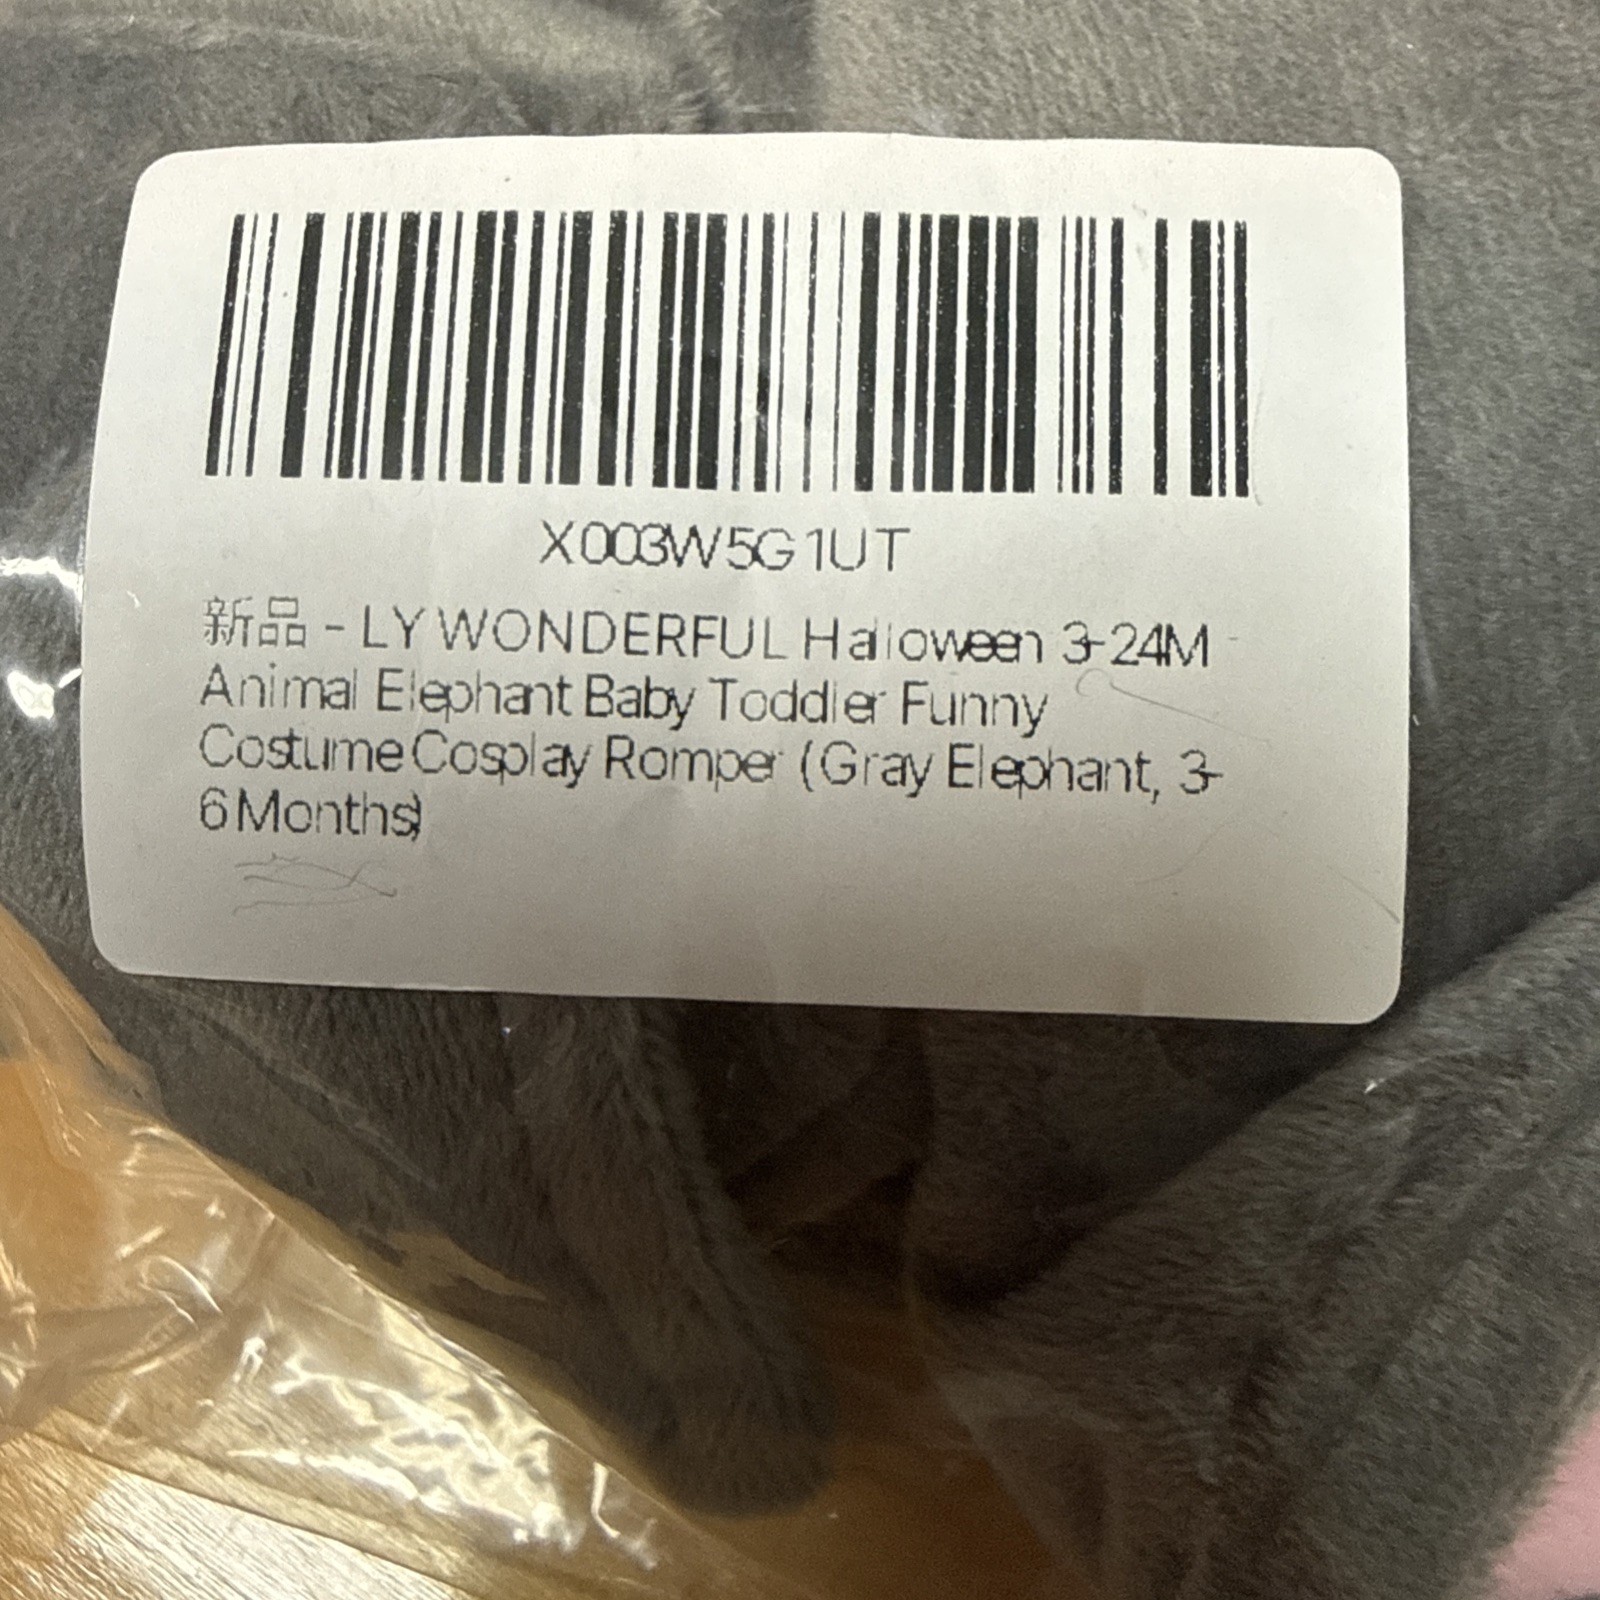 X003W5G1UT
新品 - LY WONDERFUL Halloween 3-24M
Animal Elephant Baby Toddler Funny
Costume Cosplay Romper (Gray Elephant, 3-
6 Months)